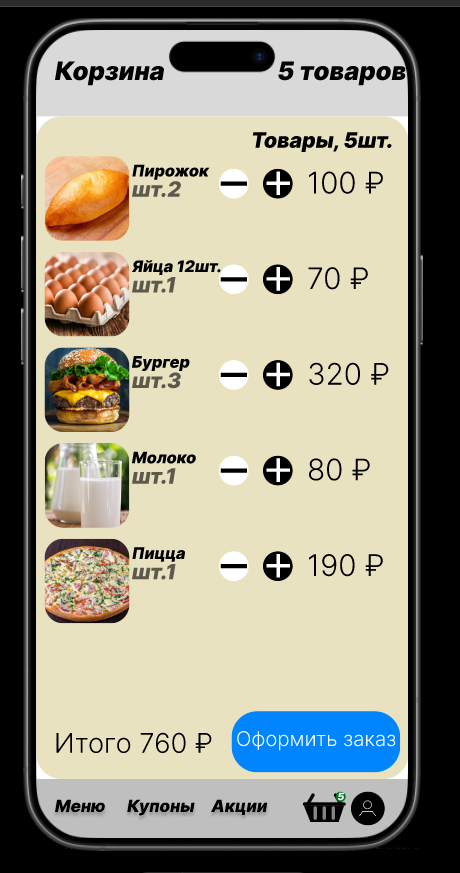 Корзина 5 товаров
Товары, 5шт.
Пирожок
шт.2 100 ₽
Яйца 12шт.
шт.1 70 ₽
Бургер
шт.3 320 ₽
Молоко
шт.1 80 ₽
Пицца
шт.1 190 ₽
Итого 760 ₽ Оформить заказ
Меню Купоны Акции 5